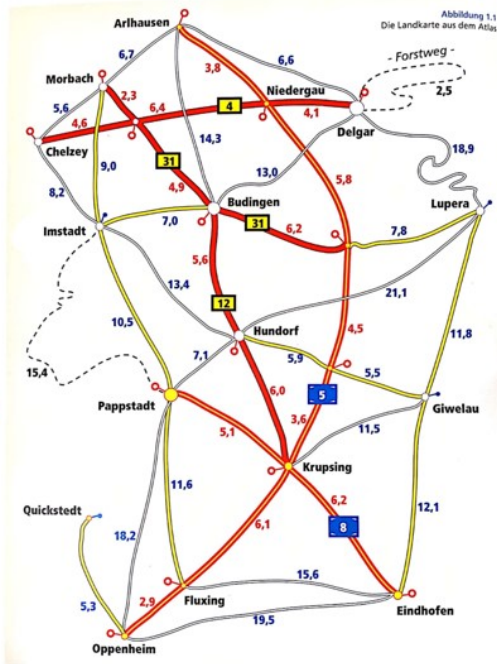 Abbildung 1.1
Die Landkarte aus dem Atlas
Arlhausen
- Forstweg -
6,7
3,8
6,6
Morbach
Niedergau
2,5
5,6
2,3
6,4
4
4,1
4,6
Delgar
Chelzey
14,3
18,9
9,0
31
13,0
8,2
4,9
5,8
Lupera
Budingen
7,0
31
6,2
7,8
Imstadt
5,6
13,4
21,1
12
4,5
11,8
10,5
Hundorf
7,1
5,9
5,5
15,4
6,0
5
Giwelau
Pappstadt
3,6
5,1
11,5
Krupsing
11,6
6,2
12,1
Quickstedt
18,2
6,1
8
15,6
5,3
2,9
Fluxing
Eindhofen
19,5
Oppenheim